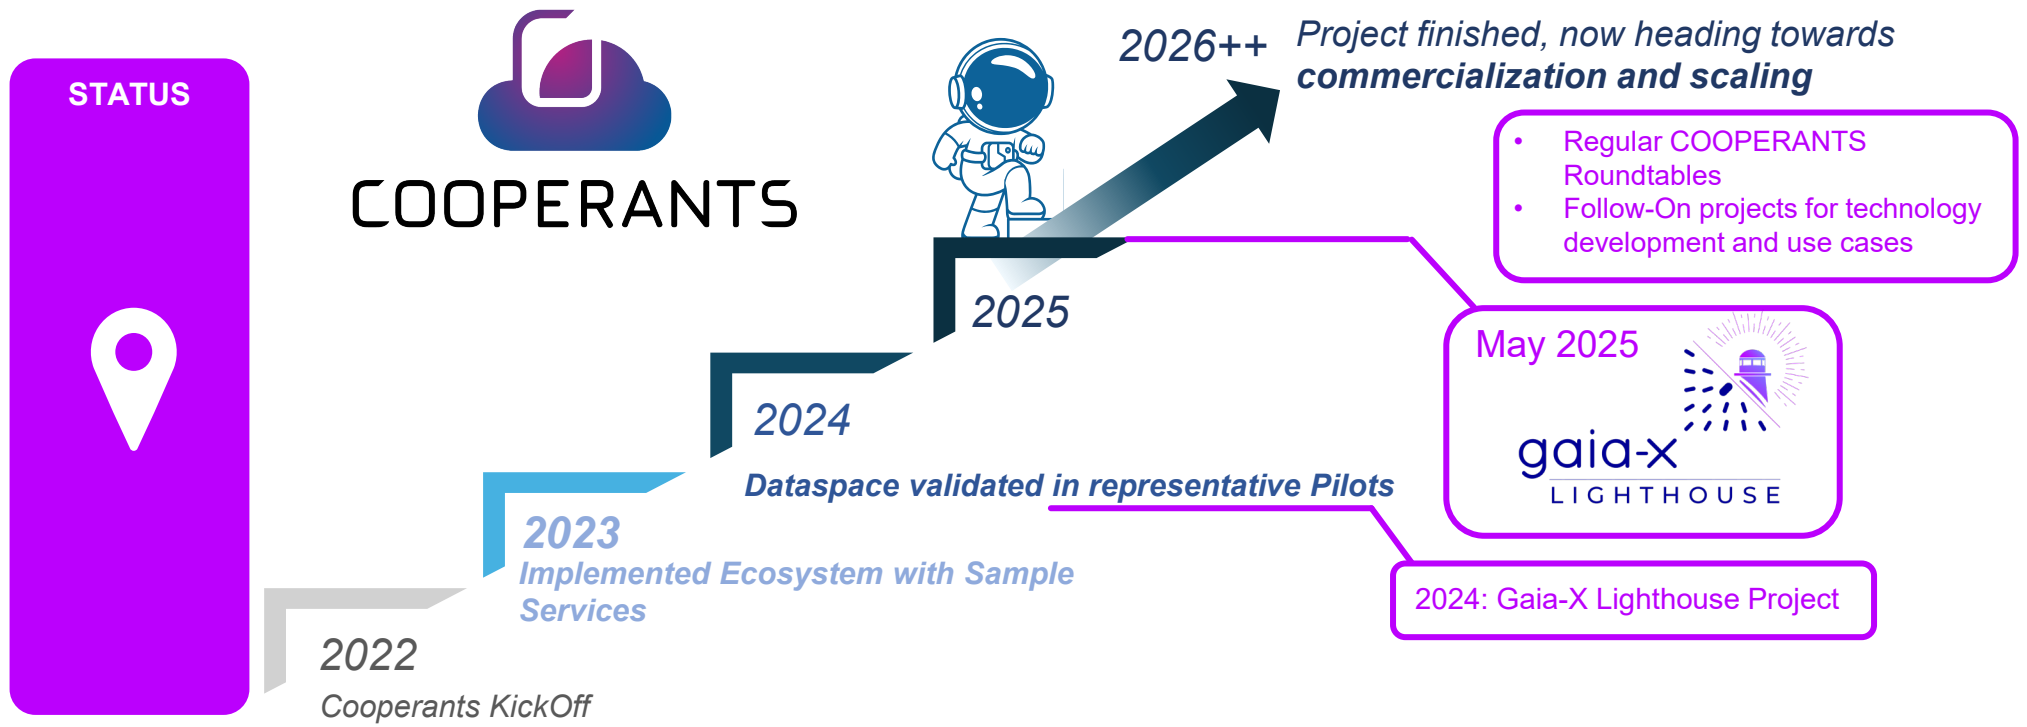 STATUS
COOPERANTS
2026++
Project finished, now heading towards
commercialization and scaling
• Regular COOPERANTS
Roundtables
• Follow-On projects for technology
development and use cases
2025
May 2025
gaia-x
LIGHTHOUSE
2024
Dataspace validated in representative Pilots
2024: Gaia-X Lighthouse Project
2023
Implemented Ecosystem with Sample
Services
2022
Cooperants KickOff